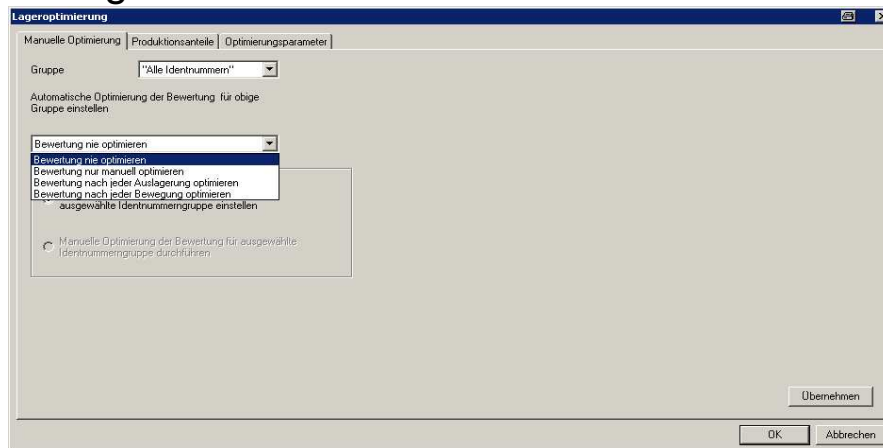 Lageroptimierung
Manuelle Optimierung Produktionsanteile Optimierungsparameter
Gruppe "Alle Identnummern"
Automatische Optimierung der Bewertung für obige
Gruppe einstellen
Bewertung nie optimieren
Bewertung nie optimieren
Bewertung nur manuell optimieren
Bewertung nach jeder Auslagerung optimieren
Bewertung nach jeder Bewegung optimieren
ausgewählte Identnummerngruppe einstellen
Manuelle Optimierung der Bewertung für ausgewählte
Identnummerngruppe durchführen
Übernehmen
OK Abbrechen